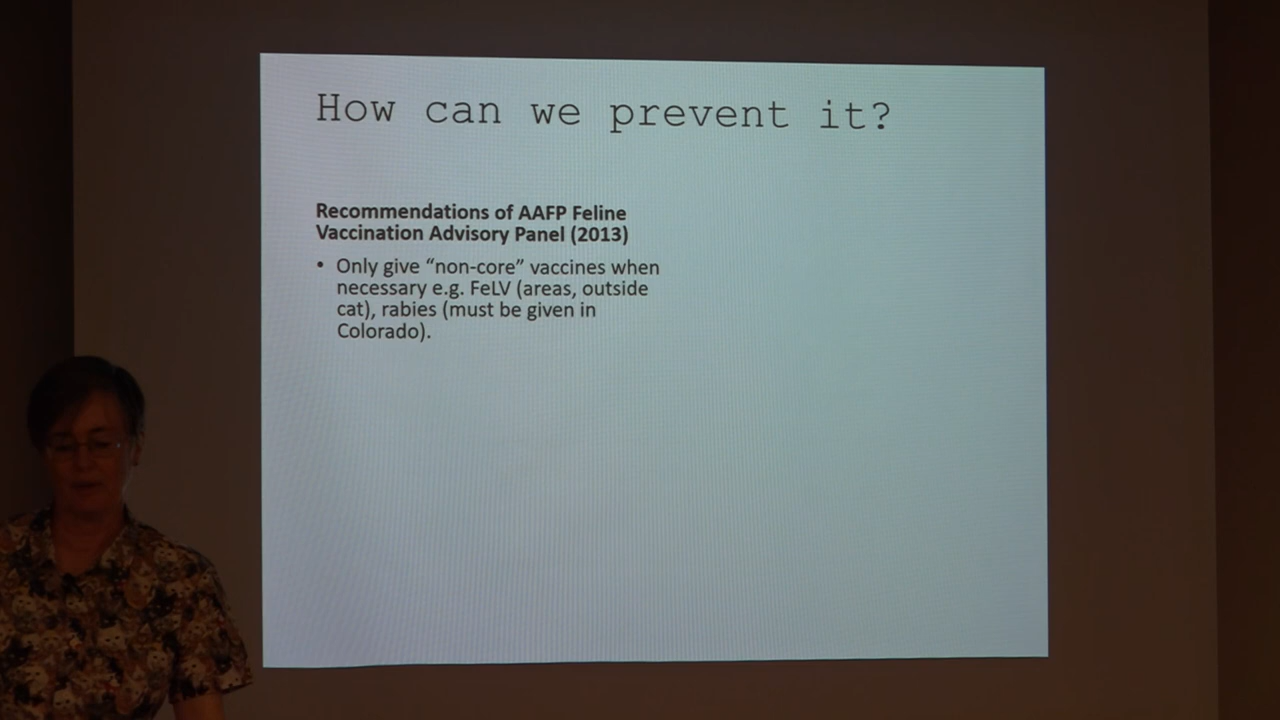 How can we prevent it?
Recommendations of AAFP Feline
Vaccination Advisory Panel (2013)
• Only give “non-core” vaccines when
necessary e.g. FeLV (areas, outside
cat), rabies (must be given in
Colorado).